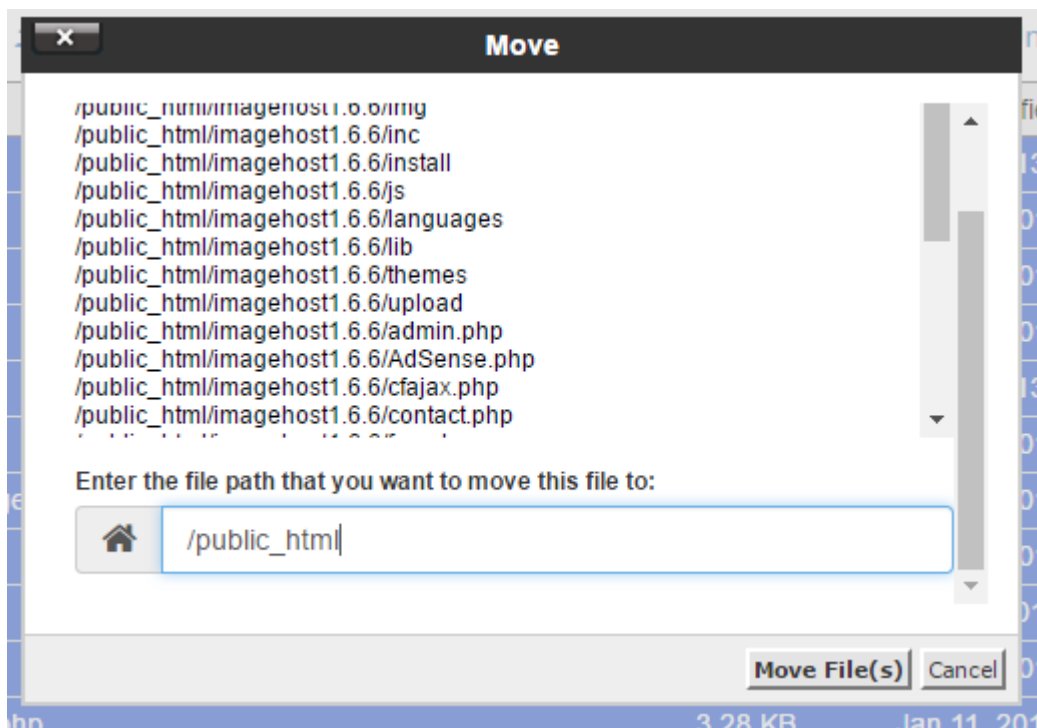 Move
/public_html/imagehost1.6.6/img
/public_html/imagehost1.6.6/inc
/public_html/imagehost1.6.6/install
/public_html/imagehost1.6.6/js
/public_html/imagehost1.6.6/languages
/public_html/imagehost1.6.6/lib
/public_html/imagehost1.6.6/themes
/public_html/imagehost1.6.6/upload
/public_html/imagehost1.6.6/admin.php
/public_html/imagehost1.6.6/AdSense.php
/public_html/imagehost1.6.6/cfajax.php
/public_html/imagehost1.6.6/contact.php
Enter the file path that you want to move this file to:
/public_html
Move File(s) Cancel
3.28 KB Jan 11, 201